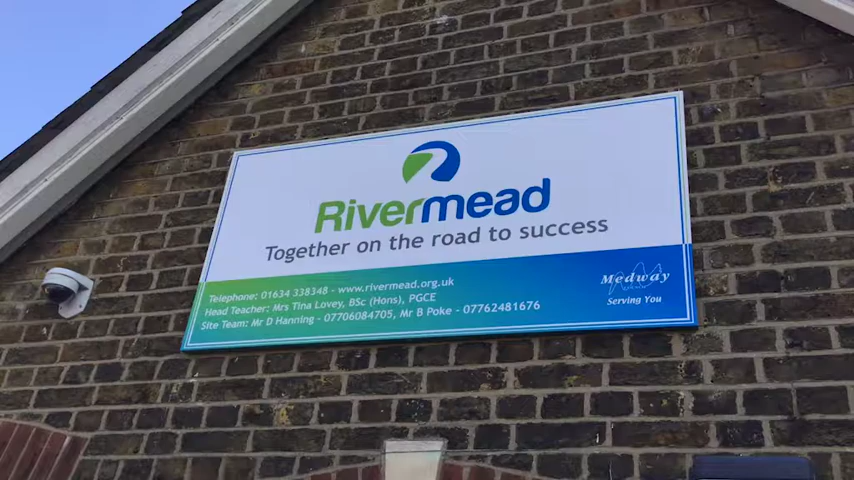 Rivermead
Together on the road to success
Telephone: 01634 338348 - www.rivermead.org.uk
Head Teacher: Mrs Tina Lovey, BSc (Hons), PGCE
Site Team: Mr D Hanning - 07706084705, Mr B Poke - 07762481676
Medway
Serving You